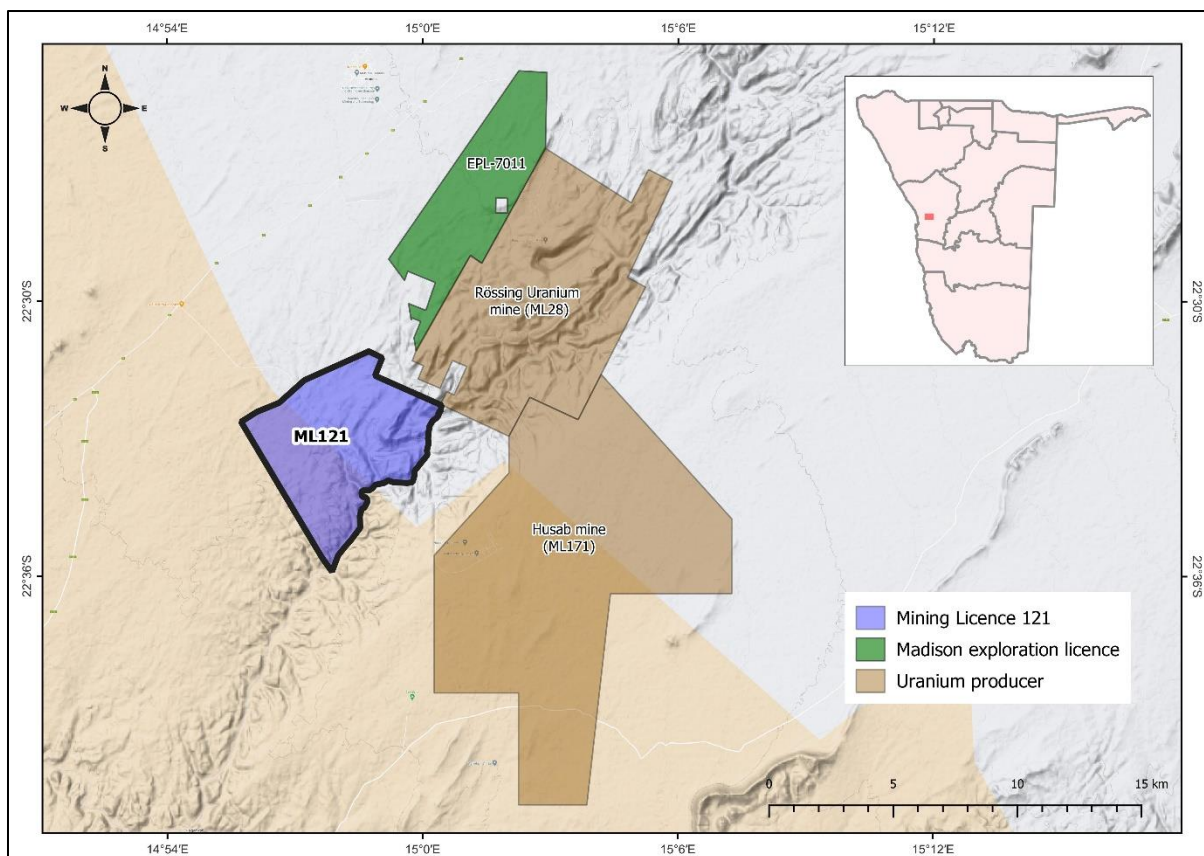 14°54'E
15°0'E
15°6'E
15°12'E
N
W
E
S
EPL-7011
22°30'S
22°30'S
Rössing Uranium
mine (ML28)
ML121
Husab mine
(ML171)
22°36'S
22°36'S
Mining Licence 121
Madison exploration licence
Uranium producer
0
5
10
15 km
14°54'E
15°0'E
15°6'E
15°12'E